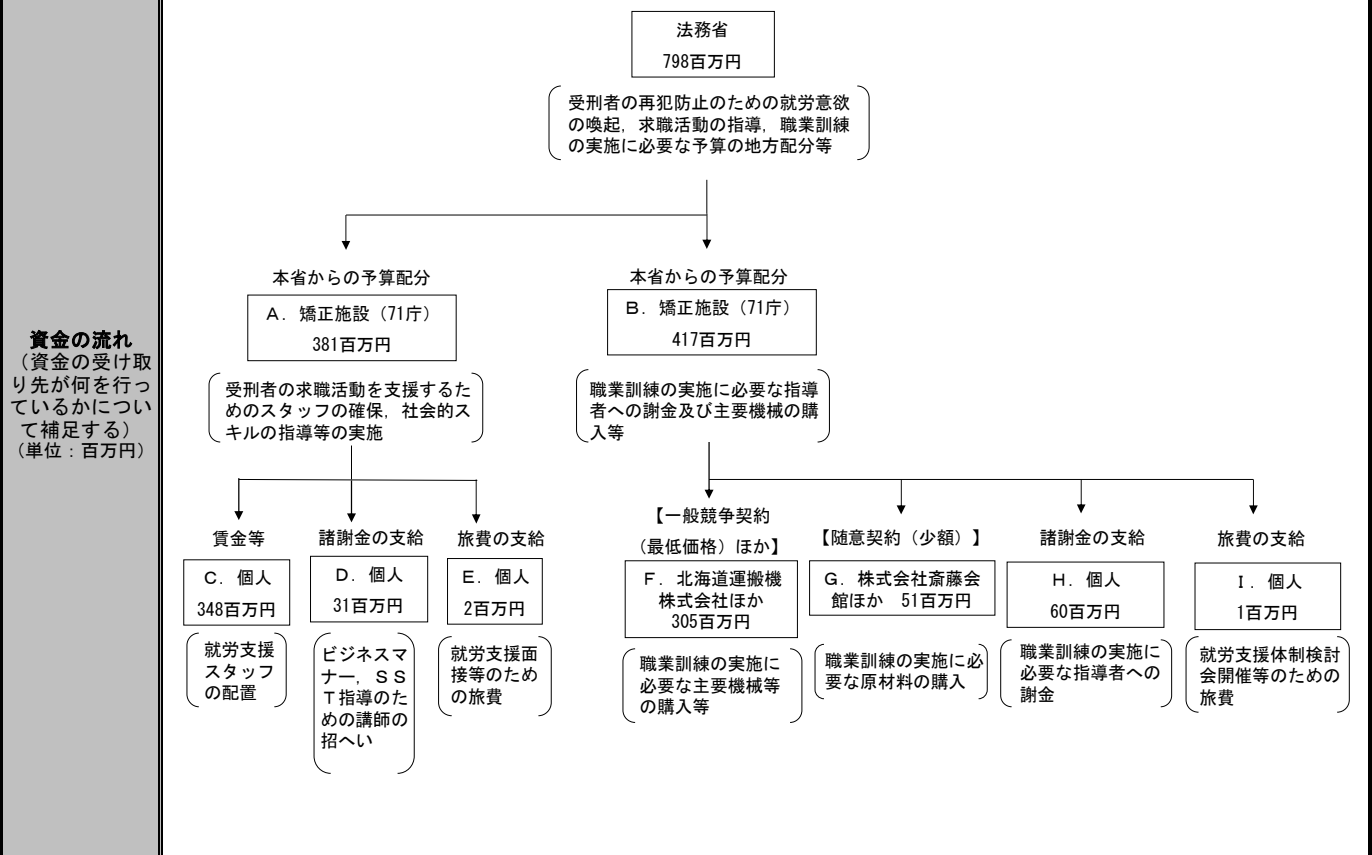 資金の流れ
（資金の受け取
り先が何を行っ
ているかについ
て補足する）
（単位：百万円）
法務省
798百万円
受刑者の再犯防止のための就労意欲
の喚起，求職活動の指導，職業訓練
の実施に必要な予算の地方配分等
本省からの予算配分
Ａ．矯正施設（71庁）
381百万円
受刑者の求職活動を支援するた
めのスタッフの確保，社会的ス
キルの指導等の実施
本省からの予算配分
Ｂ．矯正施設（71庁）
417百万円
職業訓練の実施に必要な指導
者への謝金及び主要機械の購
入等
賃金等
Ｃ．個人
348百万円
就労支援
スタッフ
の配置
諸謝金の支給
Ｄ．個人
31百万円
ビジネスマ
ナー，ＳＳ
Ｔ指導のた
めの講師の
招へい
旅費の支給
Ｅ．個人
2百万円
就労支援面
接等のため
の旅費
【一般競争契約
（最低価格）ほか】
Ｆ．北海道運搬機
株式会社ほか
305百万円
職業訓練の実施に
必要な主要機械等
の購入等
【随意契約（少額）】
Ｇ．株式会社斎藤会
館ほか　51百万円
職業訓練の実施に必
要な原材料の購入
諸謝金の支給
Ｈ．個人
60百万円
職業訓練の実施に
必要な指導者への
謝金
旅費の支給
Ｉ．個人
1百万円
就労支援体制検討
会開催等のための
旅費